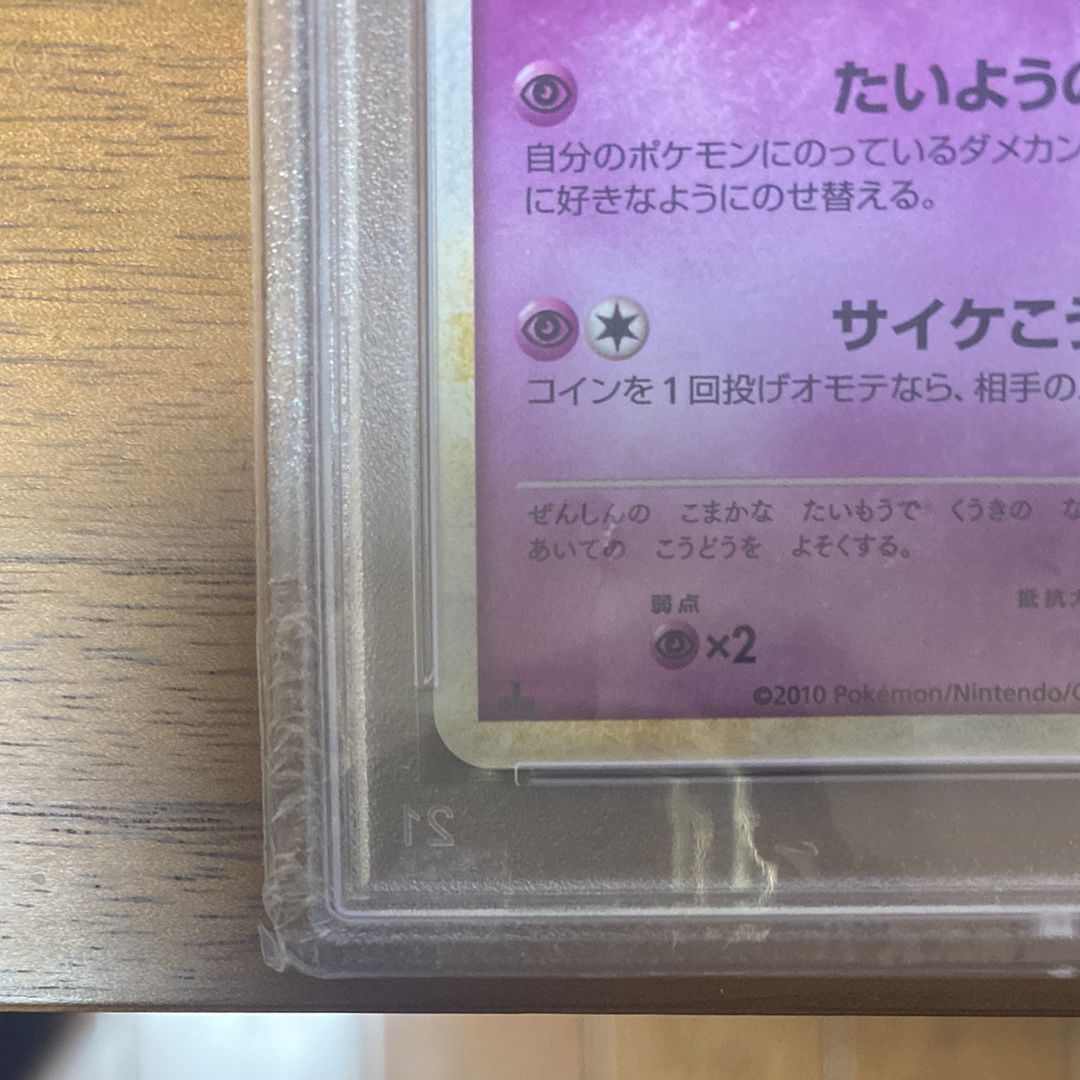 たいようの
自分のポケモンにのっているダメカン
に好きなようにのせ替える。
サイケこう
コインを1回投げオモテなら、相手の
ぜんしんの こまかな たいもうで くうきの な
あいての こうどうを よそくする。
弱点 抵抗力
×2
©2010 Pokémon/Nintendo/C
21